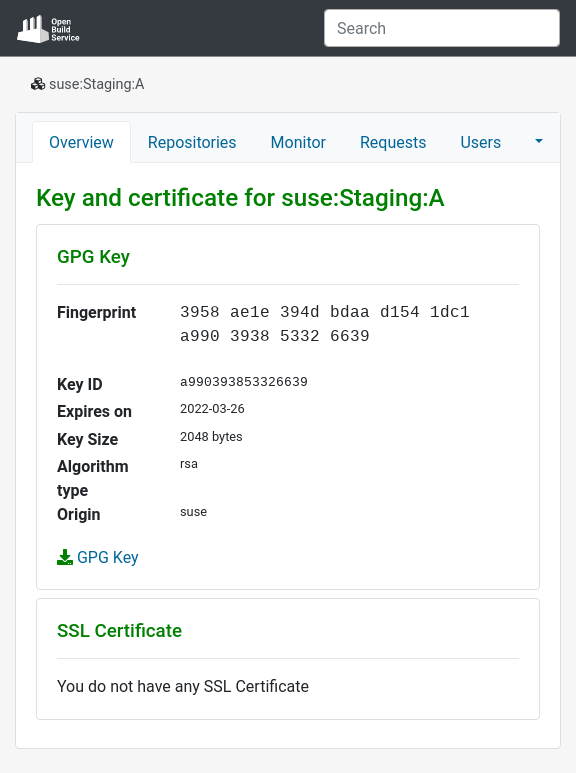 Open
Build
Service
Search
suse:Staging:A
Overview Repositories Monitor Requests Users
Key and certificate for suse:Staging:A
GPG Key
Fingerprint 3958 ae1e 394d bdaa d154 1dc1
a990 3938 5332 6639
Key ID a990393853326639
Expires on 2022-03-26
Key Size 2048 bytes
Algorithm rsa
type
Origin suse
GPG Key
SSL Certificate
You do not have any SSL Certificate